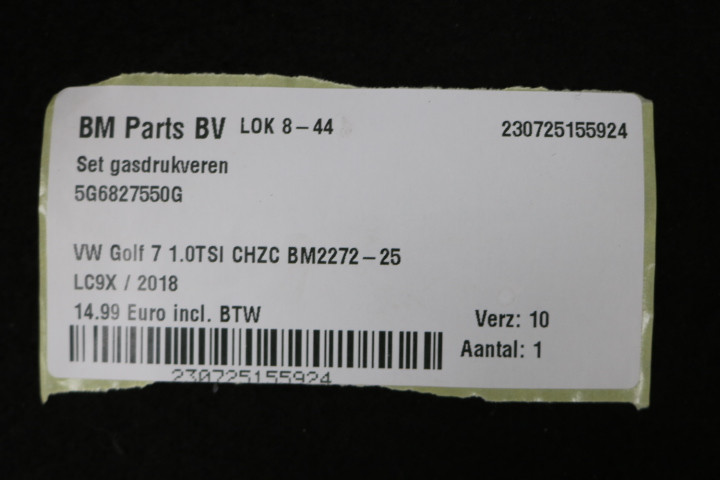 BM Parts BV LOK 8-44 230725155924
Set gasdrukveren
5G6827550G
VW Golf 7 1.0TSI CHZC BM2272-25
LC9X / 2018
14.99 Euro incl. BTW
Verz: 10
Aantal: 1
230725155924